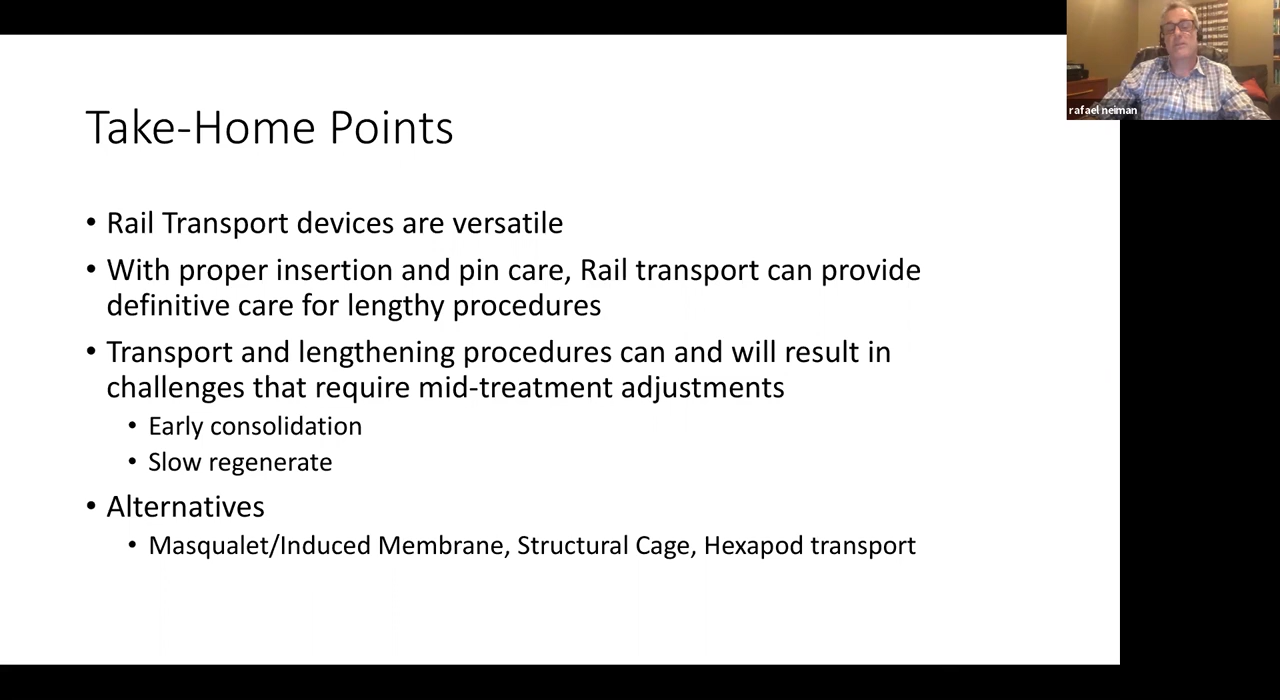 rafael neiman
Take-Home Points
• Rail Transport devices are versatile
• With proper insertion and pin care, Rail transport can provide
definitive care for lengthy procedures
• Transport and lengthening procedures can and will result in
challenges that require mid-treatment adjustments
• Early consolidation
• Slow regenerate
• Alternatives
• Masqualet/Induced Membrane, Structural Cage, Hexapod transport